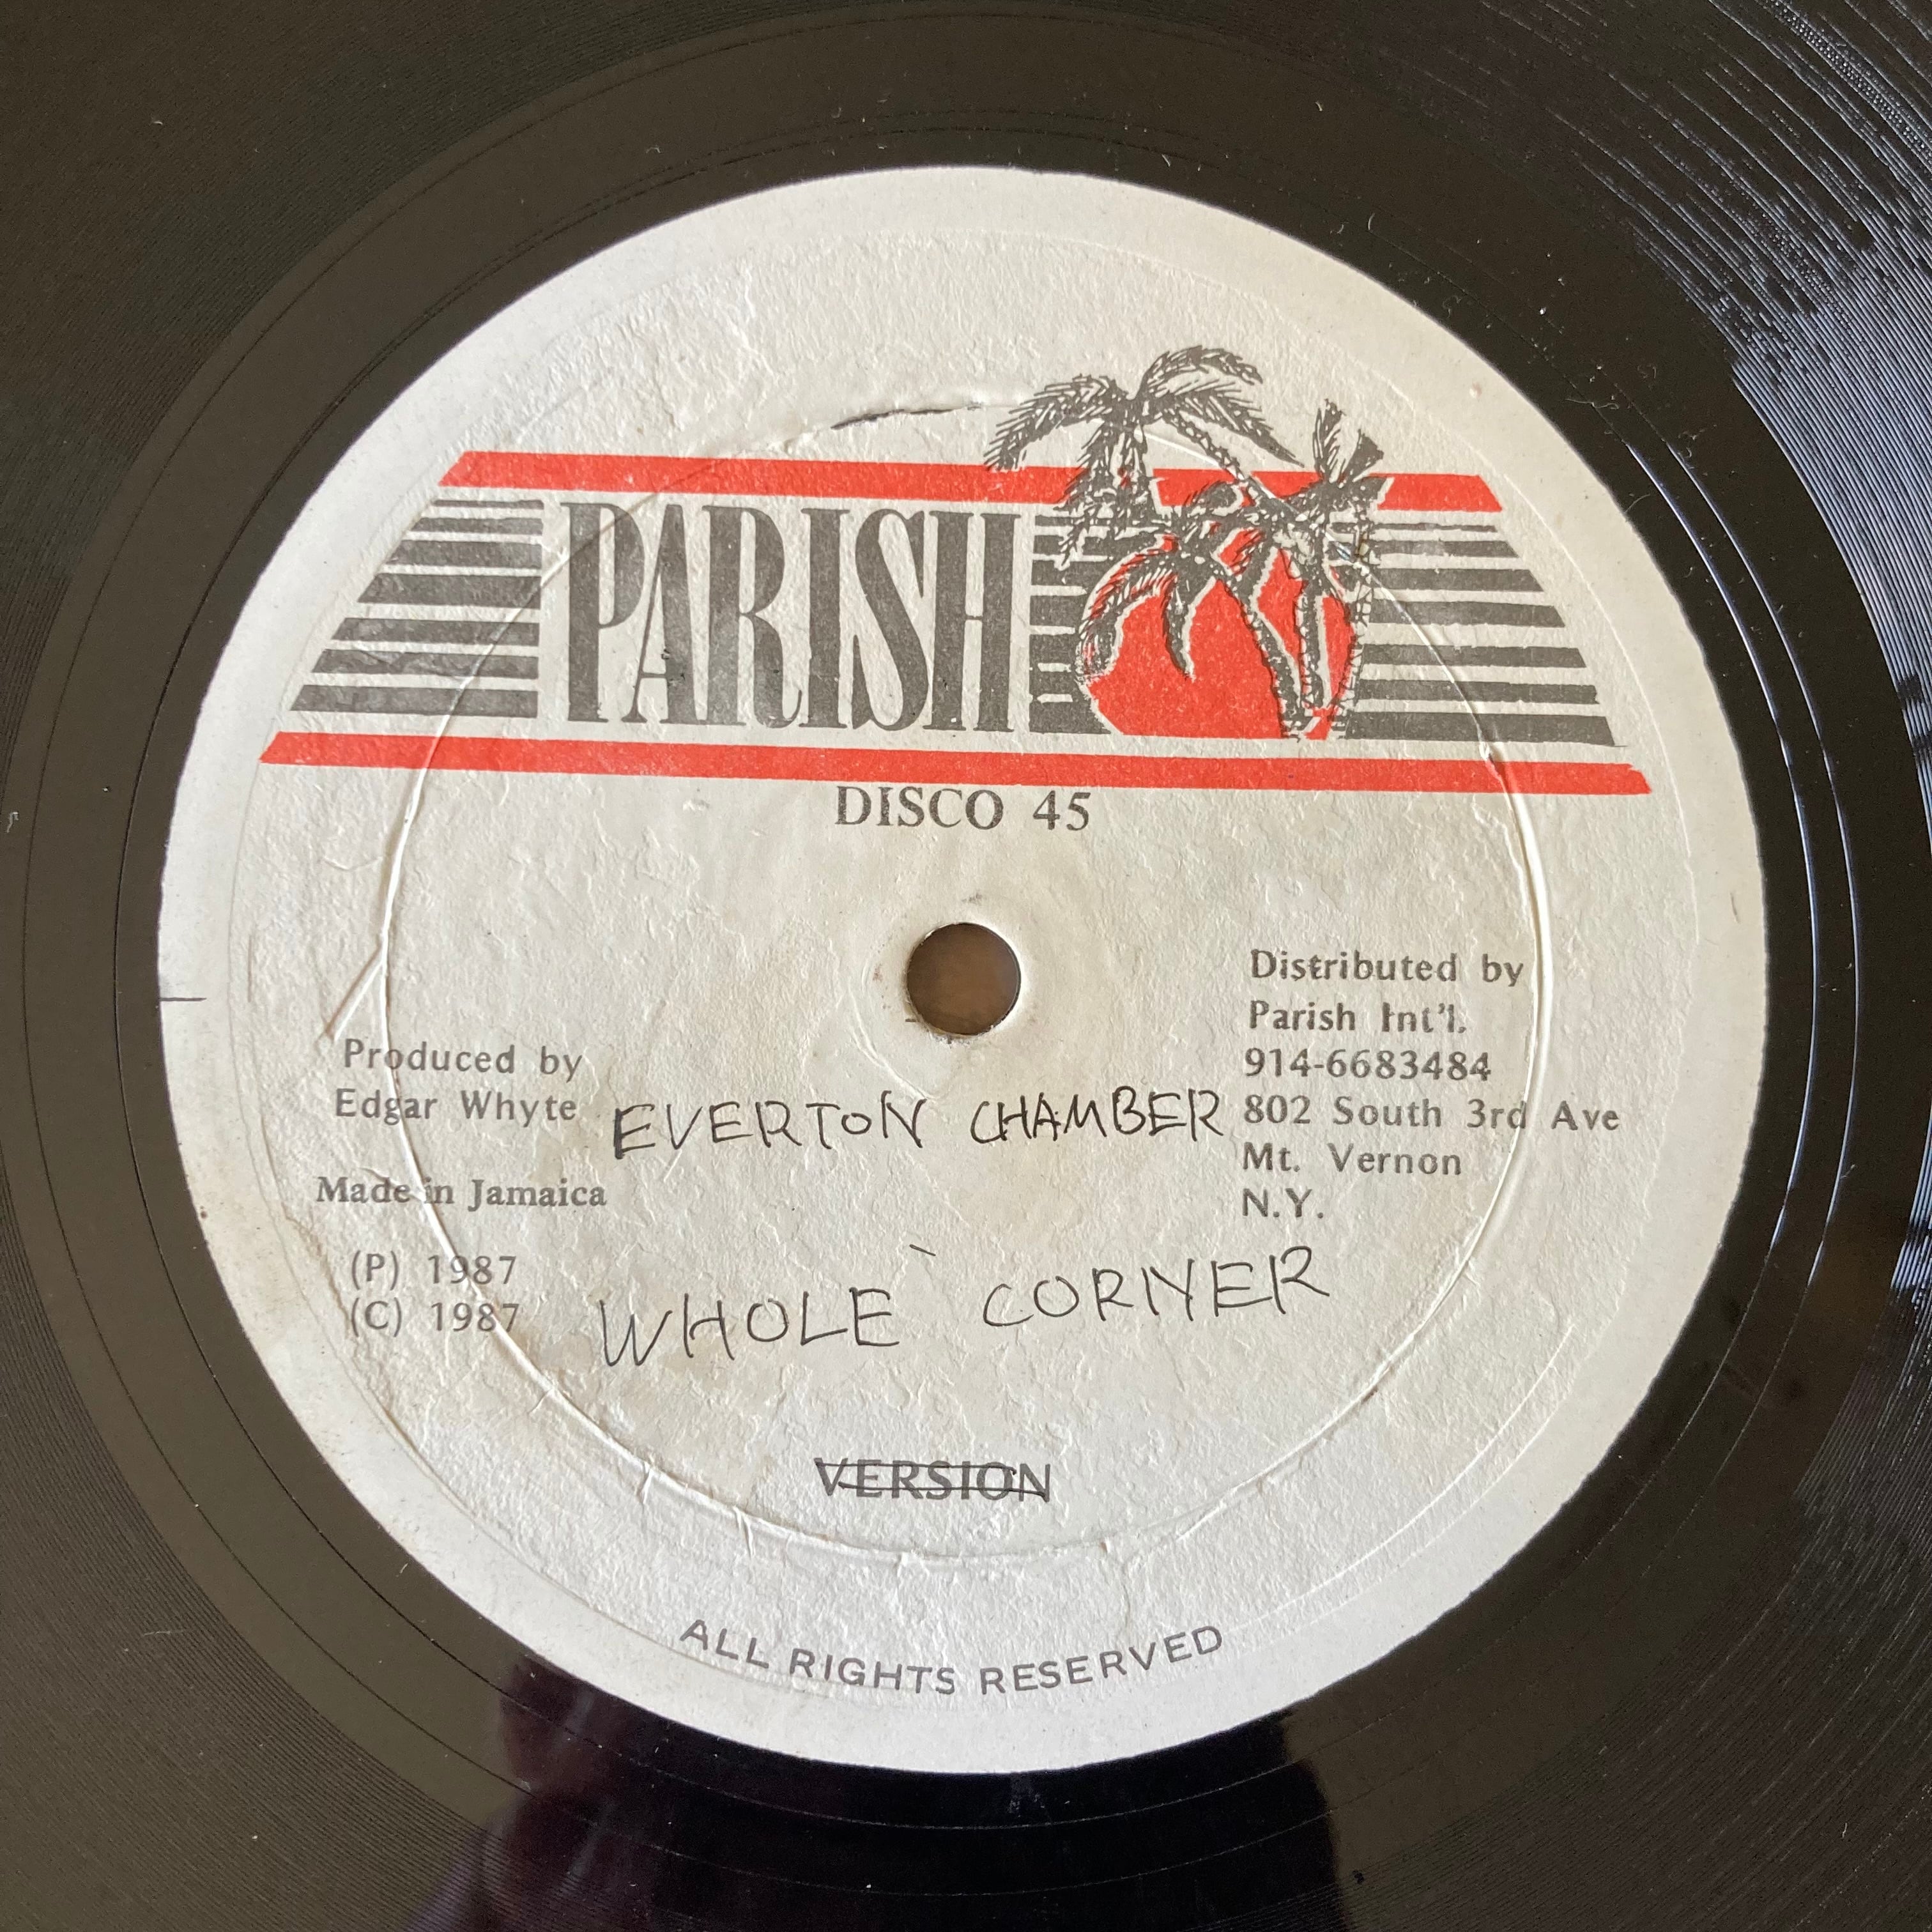 PARISH
DISCO 45
Distributed by
Parish Int'l.
914-6683484
802 South 3rd Ave
Mt. Vernon
N.Y.
Produced by
Edgar Whyte
EVERTON CHAMBER
Made in Jamaica
(P) 1987
(C) 1987
WHOLE CORNER
VERSION
ALL RIGHTS RESERVED